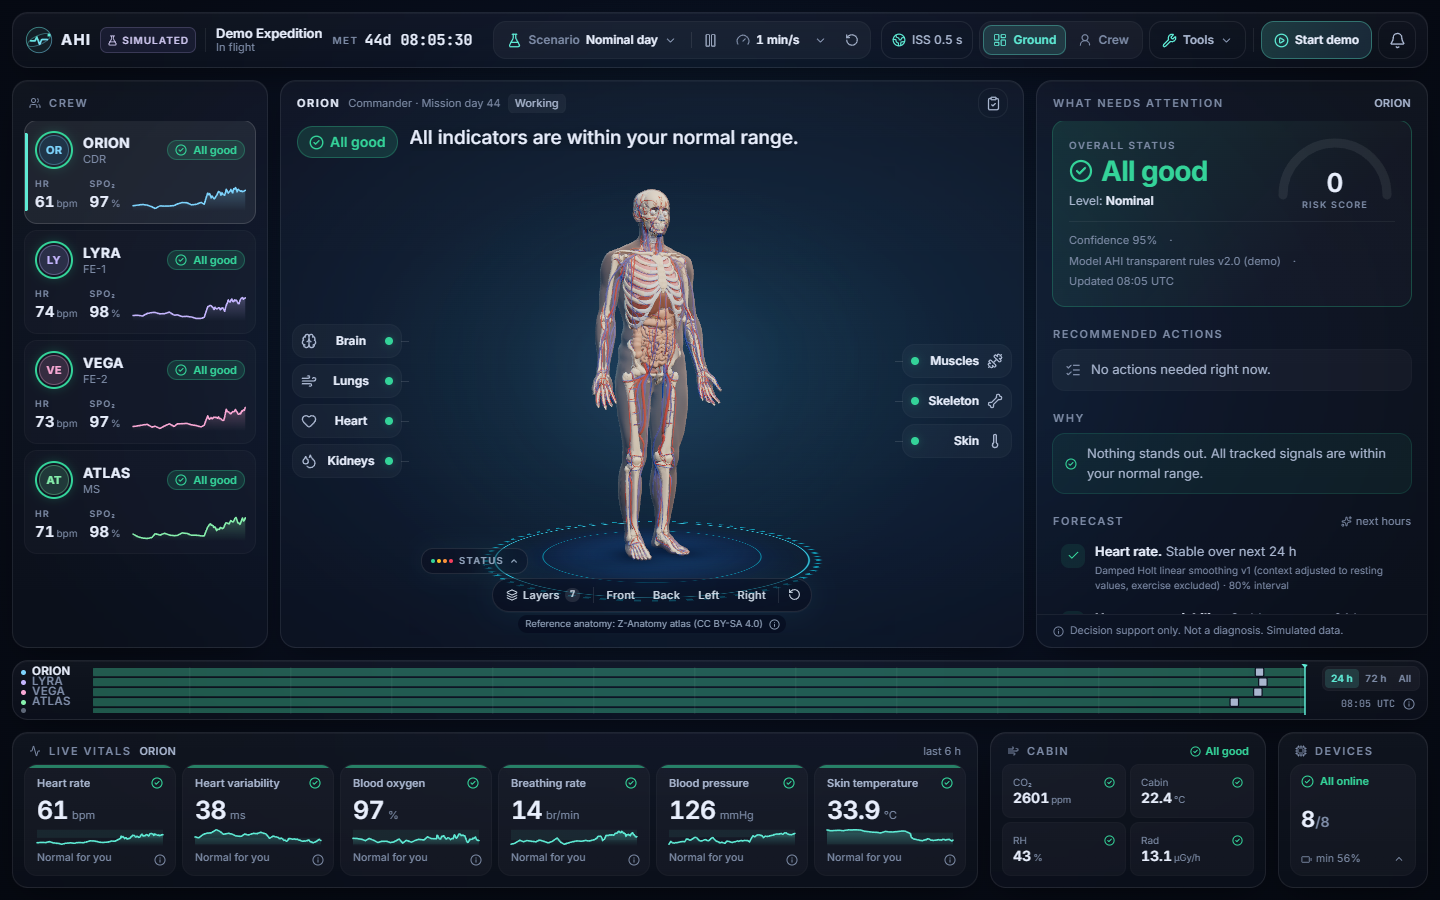 AHI
SIMULATED
Demo Expedition
In flight
MET 44d 08:05:30
Scenario Nominal day
1 min/s
ISS 0.5 s
Ground
Crew
Tools
Start demo
CREW
OR
ORION
CDR
All good
HR
61 bpm
SPO₂
97 %
LY
LYRA
FE-1
All good
HR
74 bpm
SPO₂
98 %
VE
VEGA
FE-2
All good
HR
73 bpm
SPO₂
97 %
AT
ATLAS
MS
All good
HR
71 bpm
SPO₂
98 %
ORION Commander · Mission day 44 Working
All good
All indicators are within your normal range.
Brain
Lungs
Heart
Kidneys
Muscles
Skeleton
Skin
STATUS
Layers 7 Front Back Left Right
Reference anatomy: Z-Anatomy atlas (CC BY-SA 4.0)
WHAT NEEDS ATTENTION ORION
OVERALL STATUS
All good
Level: Nominal
0
RISK SCORE
Confidence 95% ·
Model AHI transparent rules v2.0 (demo) ·
Updated 08:05 UTC
RECOMMENDED ACTIONS
No actions needed right now.
WHY
Nothing stands out. All tracked signals are within
your normal range.
FORECAST next hours
Heart rate. Stable over next 24 h
Damped Holt linear smoothing v1 (context adjusted to resting
values, exercise excluded) · 80% interval
Decision support only. Not a diagnosis. Simulated data.
ORION
LYRA
VEGA
ATLAS
24 h 72 h All
08:05 UTC
LIVE VITALS ORION last 6 h
Heart rate
61 bpm
Normal for you
Heart variability
38 ms
Normal for you
Blood oxygen
97 %
Normal for you
Breathing rate
14 br/min
Normal for you
Blood pressure
126 mmHg
Normal for you
Skin temperature
33.9 °C
Normal for you
CABIN All good
CO₂
2601 ppm
Cabin
22.4 °C
RH
43 %
Rad
13.1 µGy/h
DEVICES
All online
8/8
min 56%